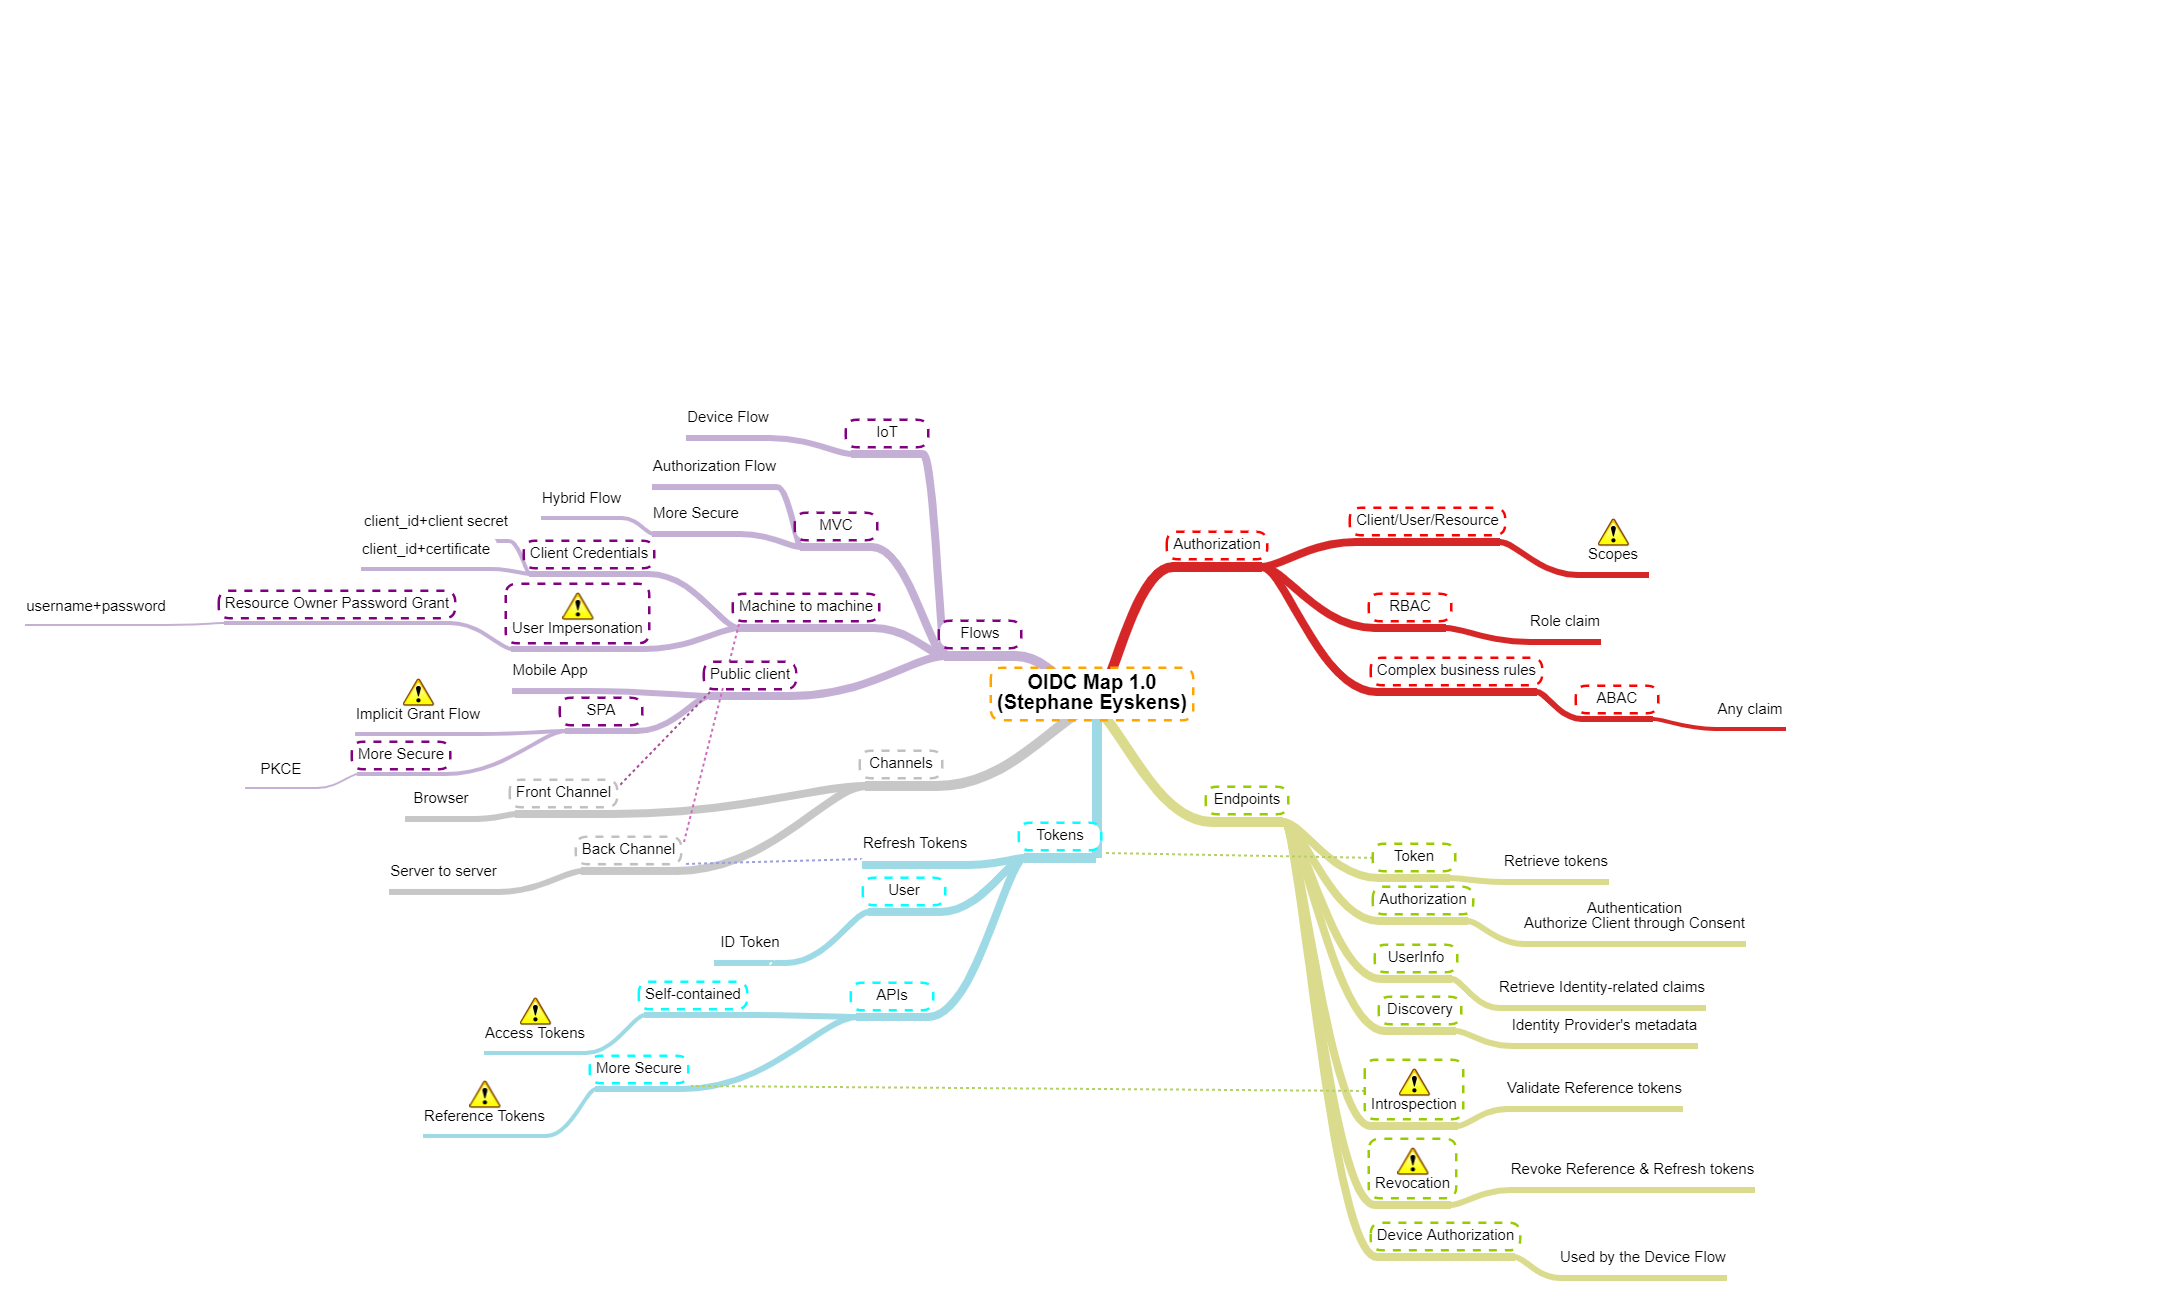 OIDC Map 1.0
(Stephane Eyskens)
Flows
IoT
Device Flow
MVC
Authorization Flow
More Secure
Hybrid Flow
Machine to machine
Client Credentials
client_id+client secret
client_id+certificate
User Impersonation
Resource Owner Password Grant
username+password
Public client
Mobile App
SPA
Implicit Grant Flow
More Secure
PKCE
Channels
Front Channel
Browser
Back Channel
Server to server
Tokens
Refresh Tokens
User
ID Token
APIs
Self-contained
Access Tokens
More Secure
Reference Tokens
Authorization
Client/User/Resource
Scopes
RBAC
Role claim
Complex business rules
ABAC
Any claim
Endpoints
Token
Retrieve tokens
Authorization
Authentication
Authorize Client through Consent
UserInfo
Retrieve Identity-related claims
Discovery
Identity Provider's metadata
Introspection
Validate Reference tokens
Revocation
Revoke Reference & Refresh tokens
Device Authorization
Used by the Device Flow